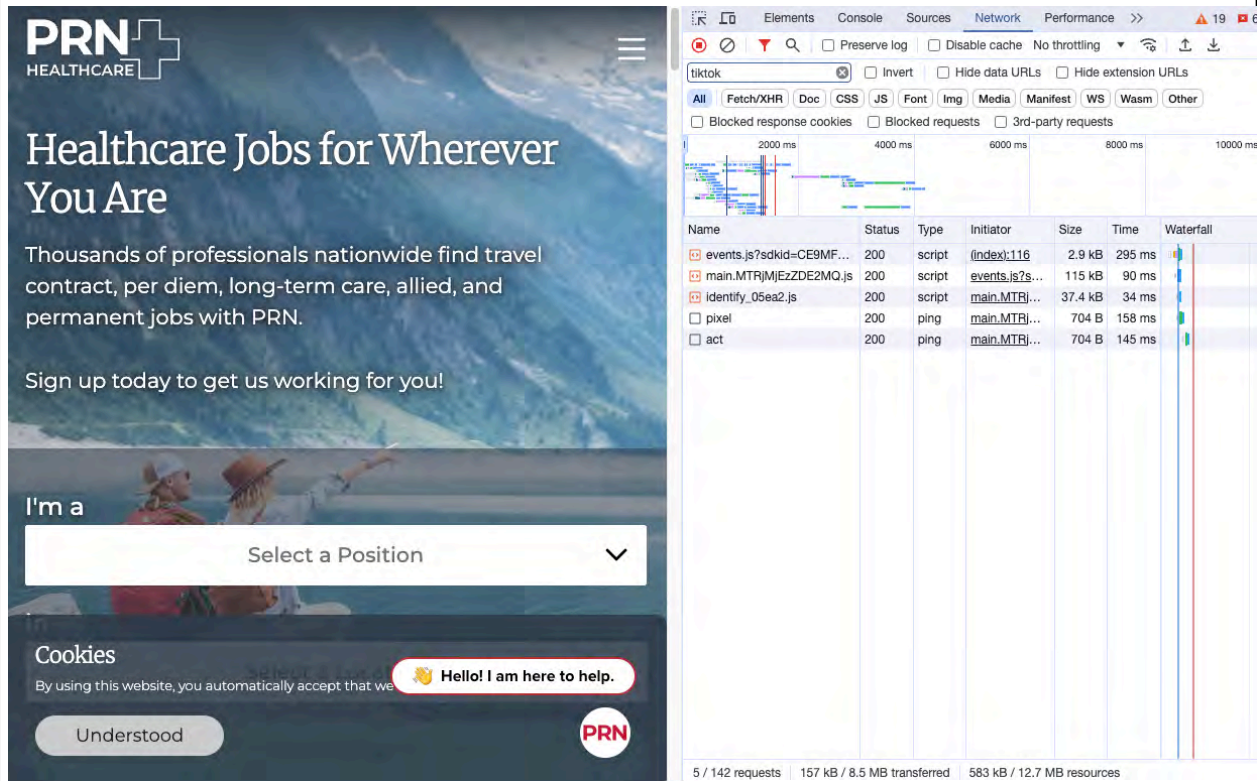 PRN
HEALTHCARE
Healthcare Jobs for Wherever
You Are
Thousands of professionals nationwide find travel
contract, per diem, long-term care, allied, and
permanent jobs with PRN.
Sign up today to get us working for you!
I'm a
Select a Position
in
Cookies
By using this website, you automatically accept that we
Hello! I am here to help.
Understood
PRN
Elements Console Sources Network Performance 19 6
Preserve log Disable cache No throttling
tiktok Invert Hide data URLs Hide extension URLs
All Fetch/XHR Doc CSS JS Font Img Media Manifest WS Wasm Other
Blocked response cookies Blocked requests 3rd-party requests
2000 ms 4000 ms 6000 ms 8000 ms 10000 ms
Name Status Type Initiator Size Time Waterfall
events.js?sdkid=CE9MF... 200 script (index):116 2.9 kB 295 ms
main.MTRjMjEzZDE2MQ.js 200 script events.js?s... 115 kB 90 ms
identify_05ea2.js 200 script main.MTRj... 37.4 kB 34 ms
pixel 200 ping main.MTRj... 704 B 158 ms
act 200 ping main.MTRj... 704 B 145 ms
5 / 142 requests 157 kB / 8.5 MB transferred 583 kB / 12.7 MB resources